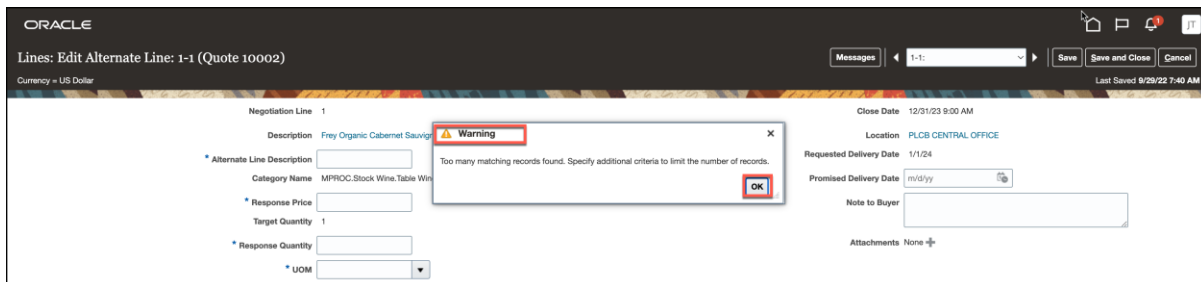 ORACLE
1
JT
Lines: Edit Alternate Line: 1-1 (Quote 10002)
Messages
1-1:
Save
Save and Close
Cancel
Currency = US Dollar
Last Saved 9/29/22 7:40 AM
Negotiation Line 1
Close Date 12/31/23 9:00 AM
Description Frey Organic Cabernet Sauvign
Location PLCB CENTRAL OFFICE
Warning
Requested Delivery Date 1/1/24
* Alternate Line Description
Too many matching records found. Specify additional criteria to limit the number of records.
Category Name MPROC.Stock Wine.Table Win
OK
Promised Delivery Date m/d/yy
* Response Price
Note to Buyer
Target Quantity 1
* Response Quantity
Attachments None
* UOM